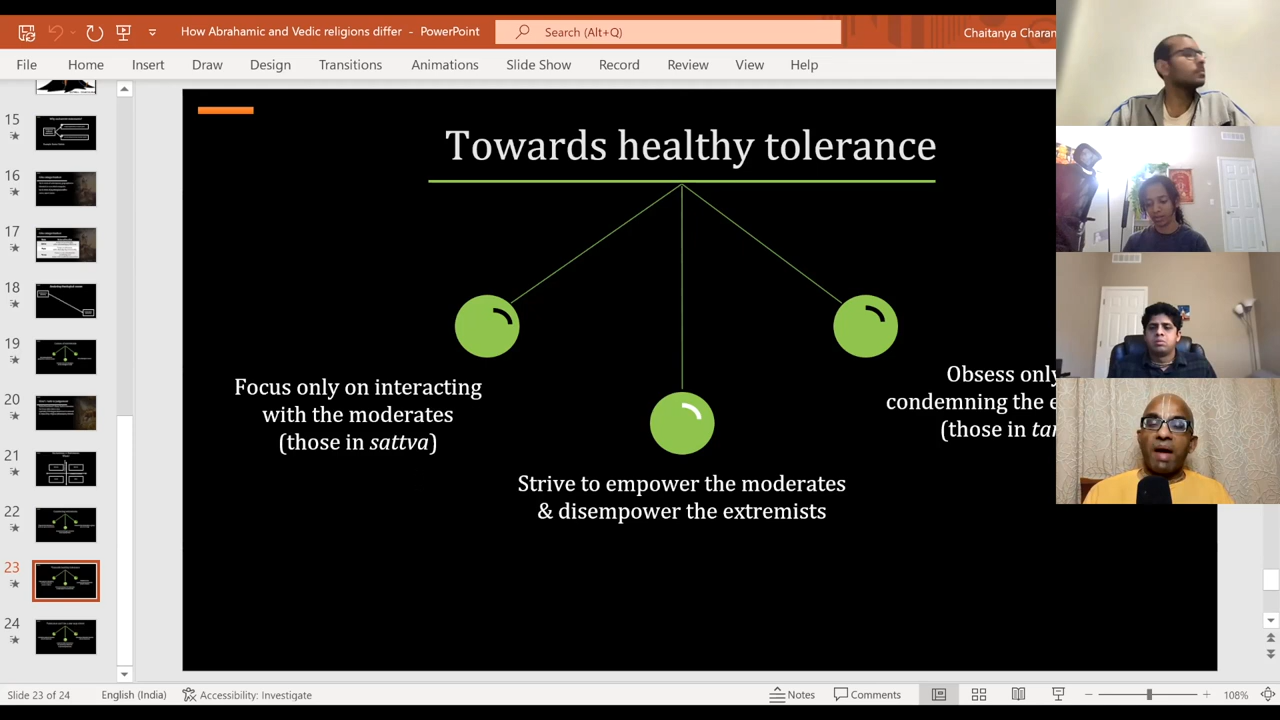 How Abrahamic and Vedic religions differ - PowerPoint
Search (Alt+Q)
Chaitanya Charan
File Home Insert Draw Design Transitions Animations Slide Show Record Review View Help
15
16
17
18
19
20
21
22
23
24
Towards healthy tolerance
Focus only on interacting
with the moderates
(those in sattva)
Strive to empower the moderates
& disempower the extremists
Obsess only
condemning the
(those in
Slide 23 of 24
English (India)
Accessibility: Investigate
Notes
Comments
108%